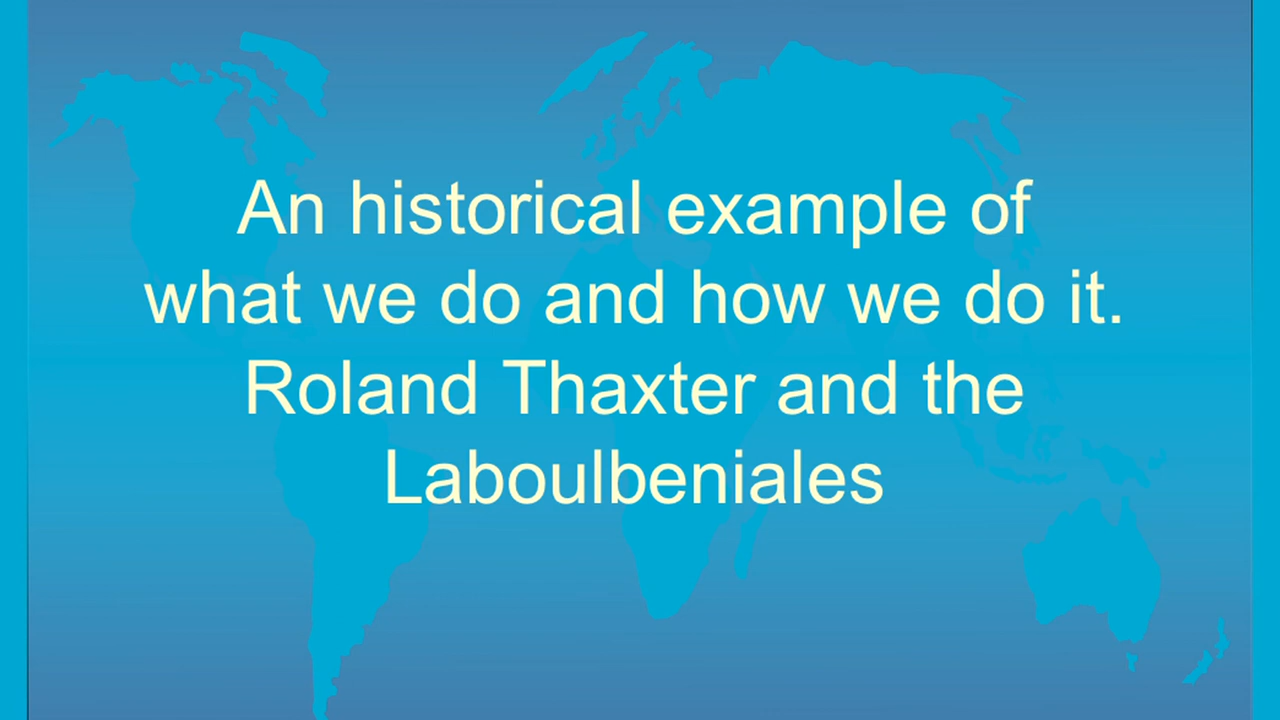 An historical example of
what we do and how we do it.
Roland Thaxter and the
Laboulbeniales